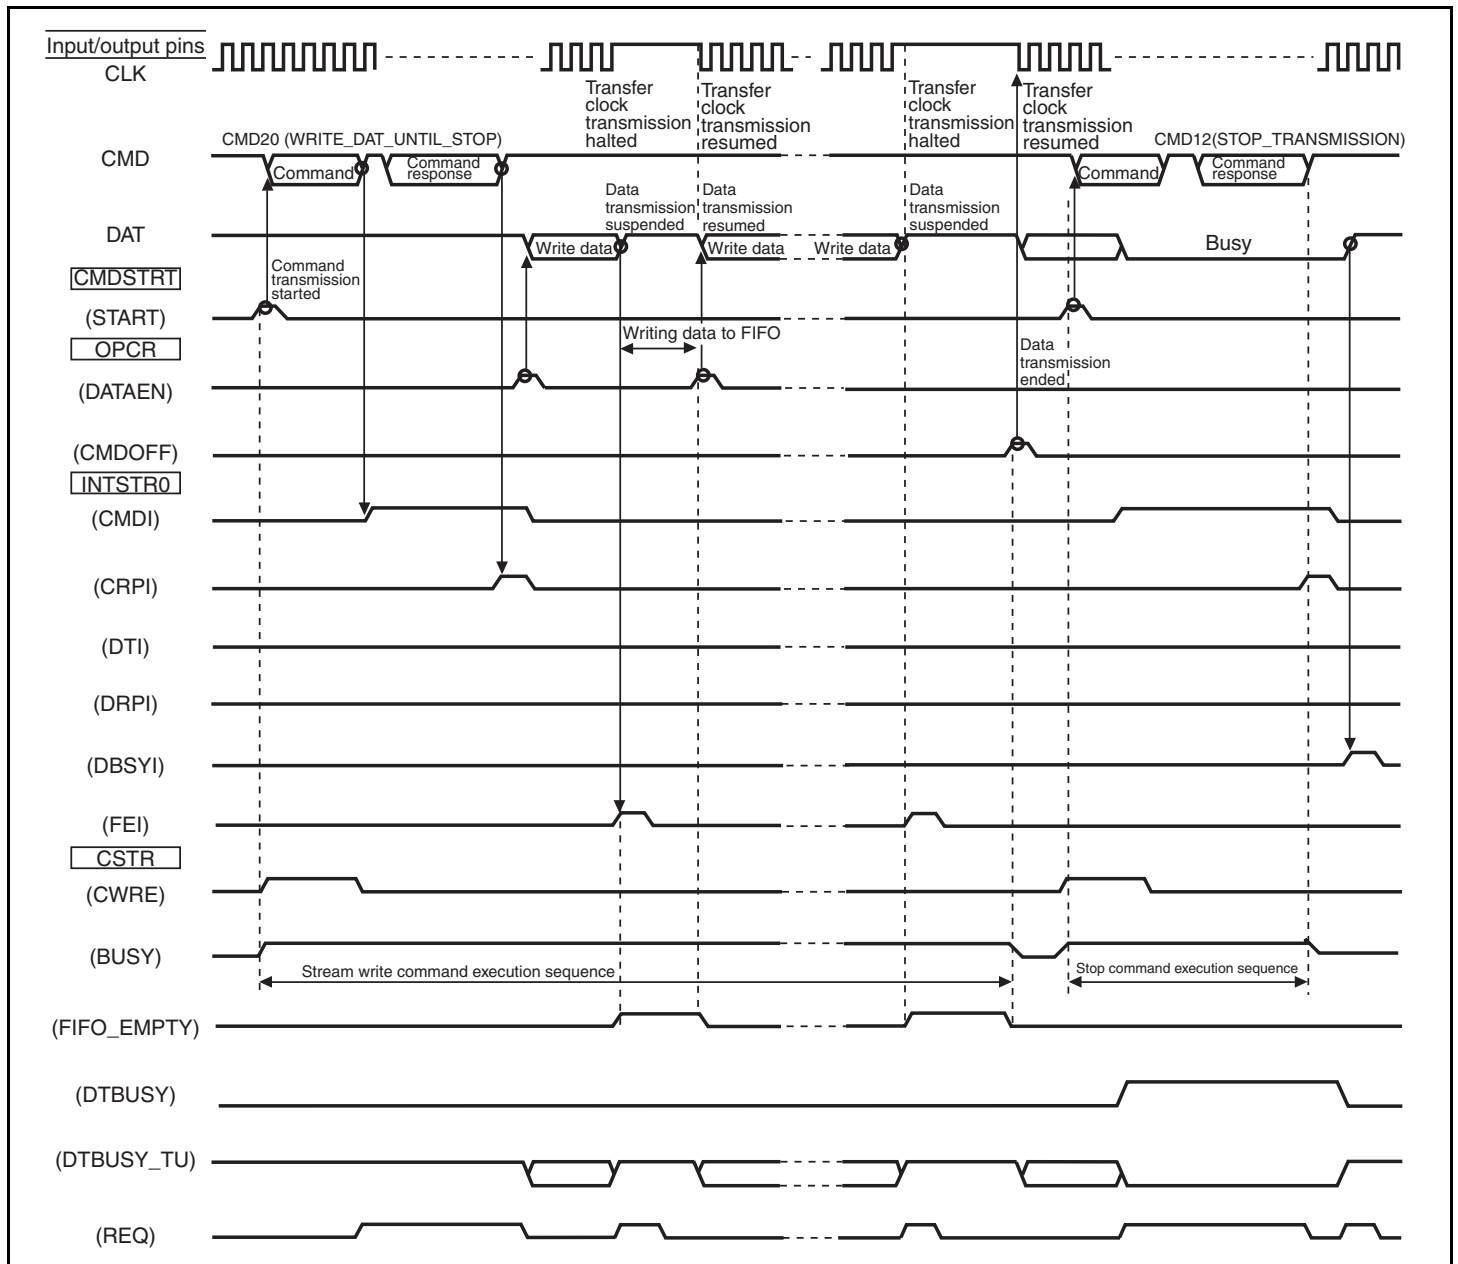 Input/output pins
CLK
Transfer
clock
transmission
halted
Transfer
clock
transmission
resumed
Transfer
clock
transmission
halted
Transfer
clock
transmission
resumed
CMD20 (WRITE_DAT_UNTIL_STOP)
CMD12(STOP_TRANSMISSION)
CMD
Command
Command
response
Command
Command
response
Data
transmission
suspended
Data
transmission
resumed
Data
transmission
suspended
DAT
Write data
Write data
Write data
Busy
CMDSTRT
Command
transmission
started
(START)
Writing data to FIFO
OPCR
Data
transmission
ended
(DATAEN)
(CMDOFF)
INTSTR0
(CMDI)
(CRPI)
(DTI)
(DRPI)
(DBSYI)
(FEI)
CSTR
(CWRE)
(BUSY)
Stream write command execution sequence
Stop command execution sequence
(FIFO_EMPTY)
(DTBUSY)
(DTBUSY_TU)
(REQ)